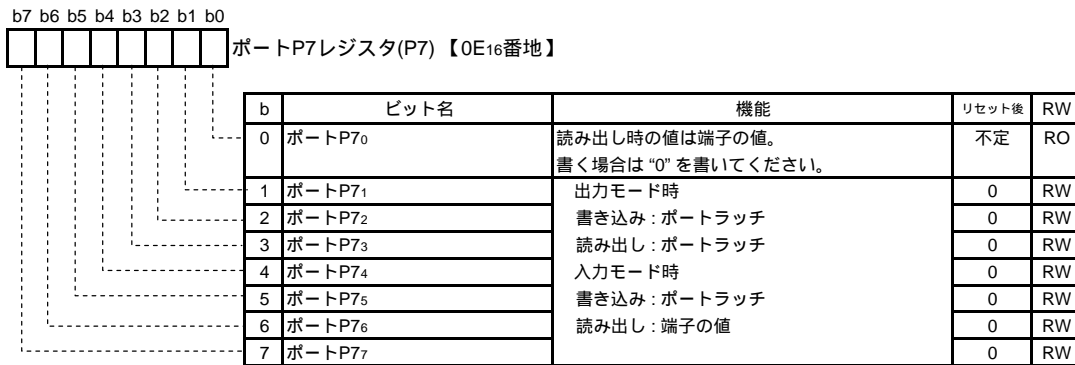 b7 b6 b5 b4 b3 b2 b1 b0
ポートP7レジスタ(P7) 【0E16番地】
b ビット名 機能 リセット後 RW
0 ポートP70 読み出し時の値は端子の値。 不定 RO
書く場合は “0” を書いてください。
1 ポートP71 出力モード時 0 RW
2 ポートP72 書き込み : ポートラッチ 0 RW
3 ポートP73 読み出し : ポートラッチ 0 RW
4 ポートP74 入力モード時 0 RW
5 ポートP75 書き込み : ポートラッチ 0 RW
6 ポートP76 読み出し : 端子の値 0 RW
7 ポートP77 0 RW